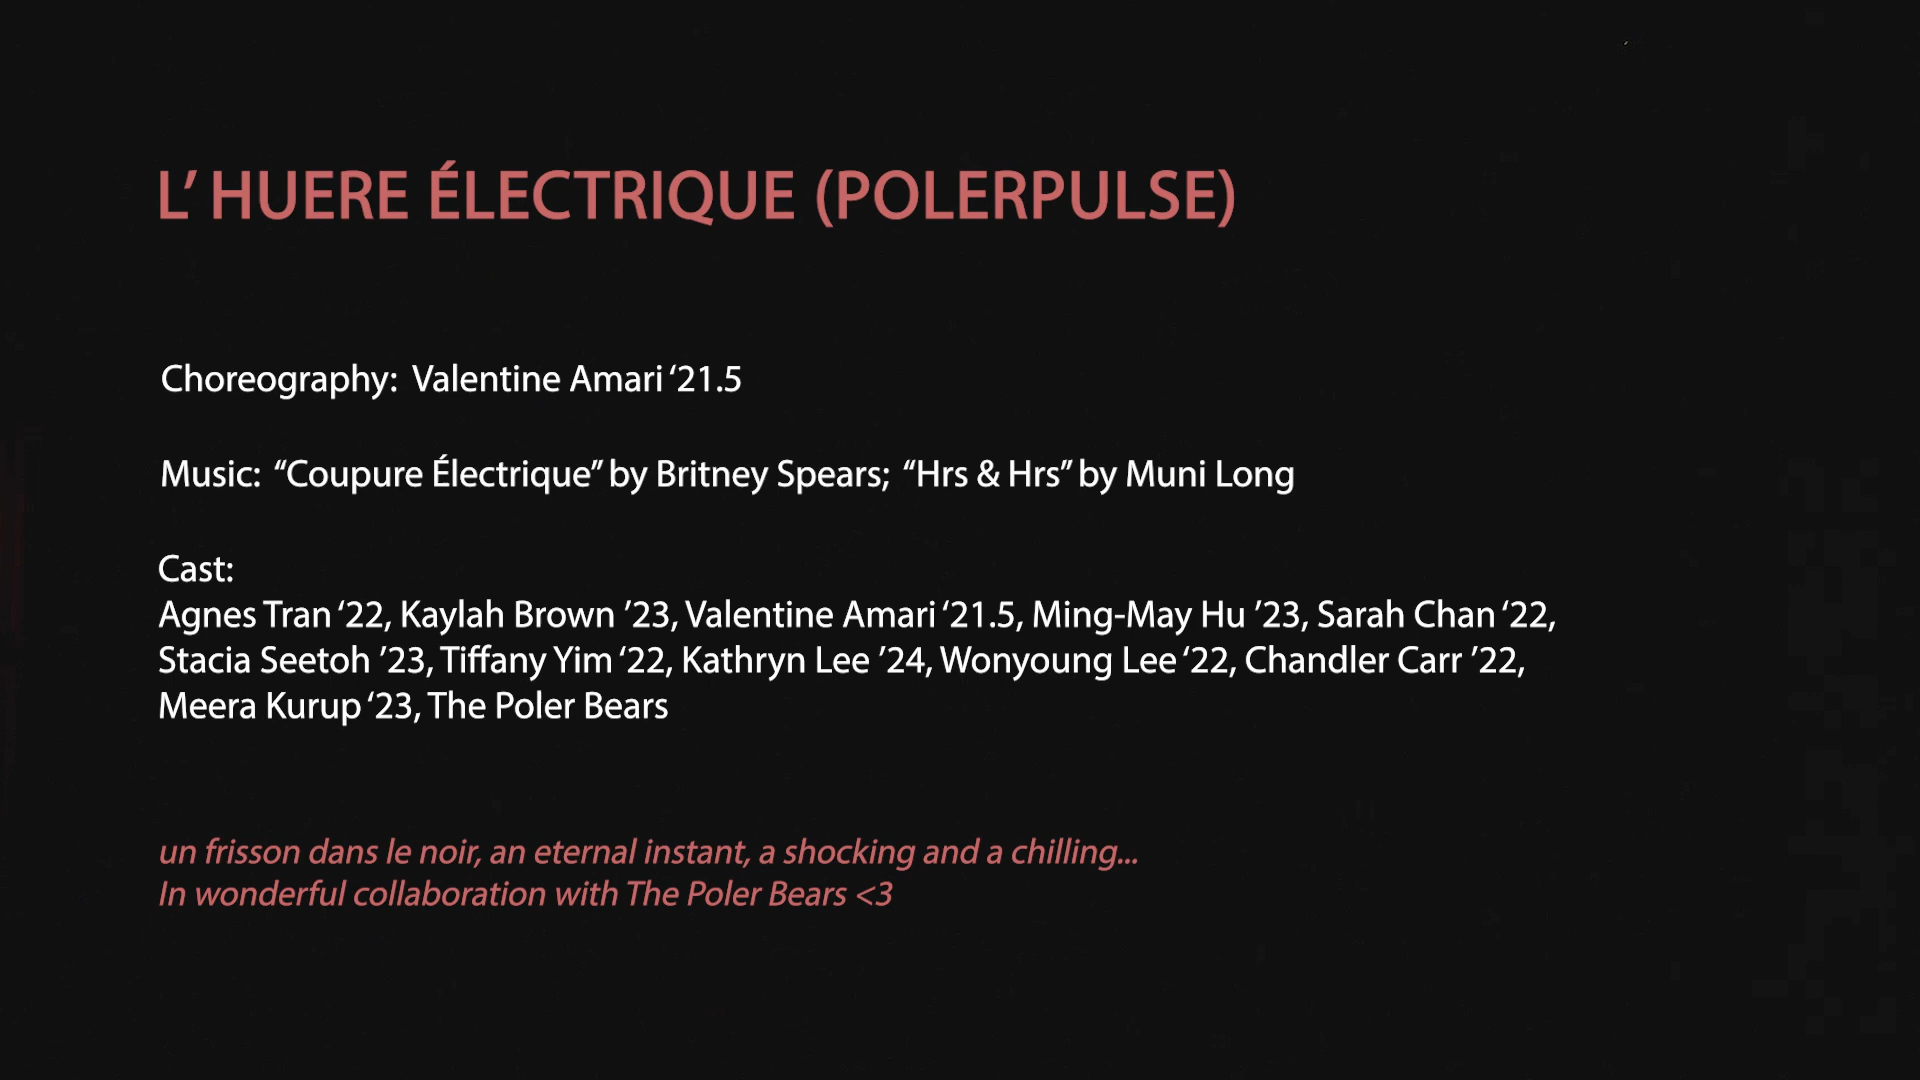 L’ HUERE ÉLECTRIQUE (POLERPULSE)
Choreography: Valentine Amari ‘21.5
Music: “Coupure Électrique” by Britney Spears; “Hrs & Hrs” by Muni Long
Cast:
Agnes Tran ‘22, Kaylah Brown ’23, Valentine Amari ‘21.5, Ming-May Hu ’23, Sarah Chan ‘22,
Stacia Seetoh ’23, Tiffany Yim ‘22, Kathryn Lee ’24, Wonyoung Lee ‘22, Chandler Carr ’22,
Meera Kurup ‘23, The Poler Bears
un frisson dans le noir, an eternal instant, a shocking and a chilling...
In wonderful collaboration with The Poler Bears <3